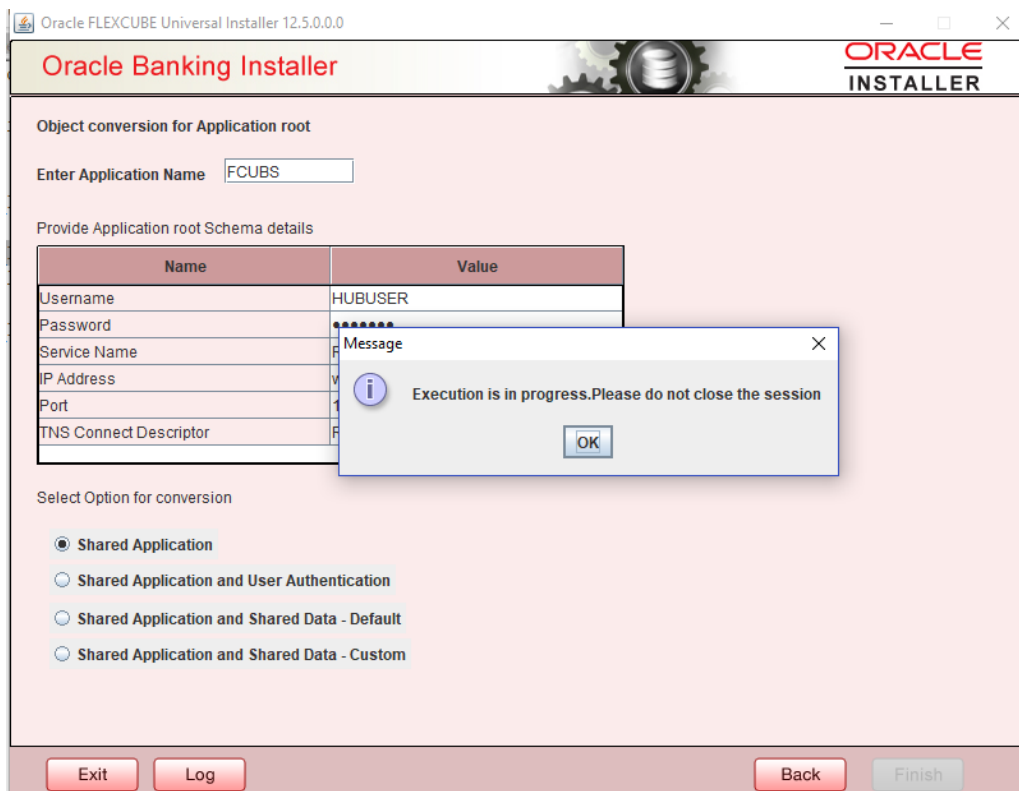 Oracle FLEXCUBE Universal Installer 12.5.0.0.0
Oracle Banking Installer
ORACLE
INSTALLER
Object conversion for Application root
Enter Application Name FCUBS
Provide Application root Schema details
Name Value
Username HUBUSER
Password •••••••
Service Name
IP Address
Port
TNS Connect Descriptor
Message
Execution is in progress.Please do not close the session
OK
Select Option for conversion
Shared Application
Shared Application and User Authentication
Shared Application and Shared Data - Default
Shared Application and Shared Data - Custom
Exit Log Back Finish